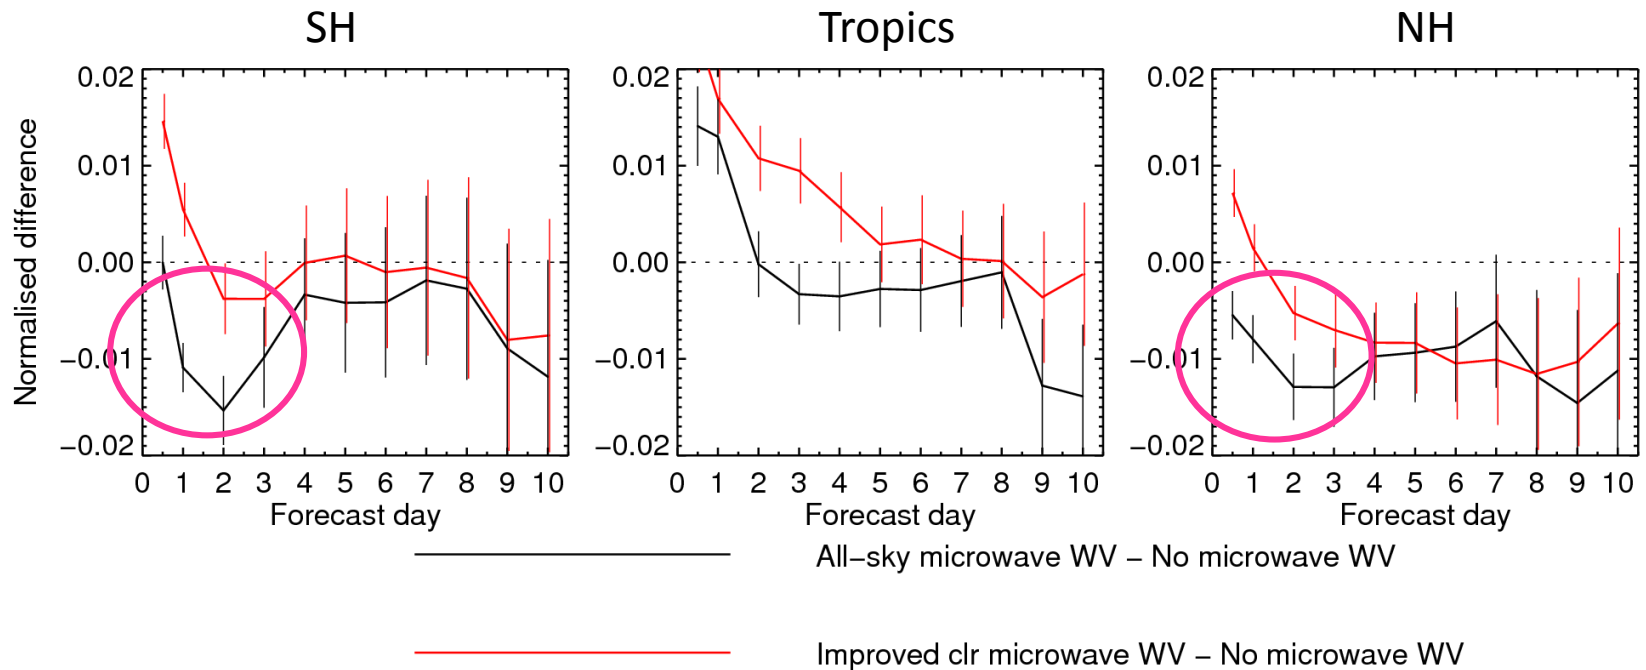 SH
Tropics
NH
Normalised difference
0.02
0.01
0.00
−0.01
−0.02
0 1 2 3 4 5 6 7 8 9 10
Forecast day
0.02
0.01
0.00
−0.01
−0.02
0 1 2 3 4 5 6 7 8 9 10
Forecast day
0.02
0.01
0.00
−0.01
−0.02
0 1 2 3 4 5 6 7 8 9 10
Forecast day
All−sky microwave WV − No microwave WV
Improved clr microwave WV − No microwave WV